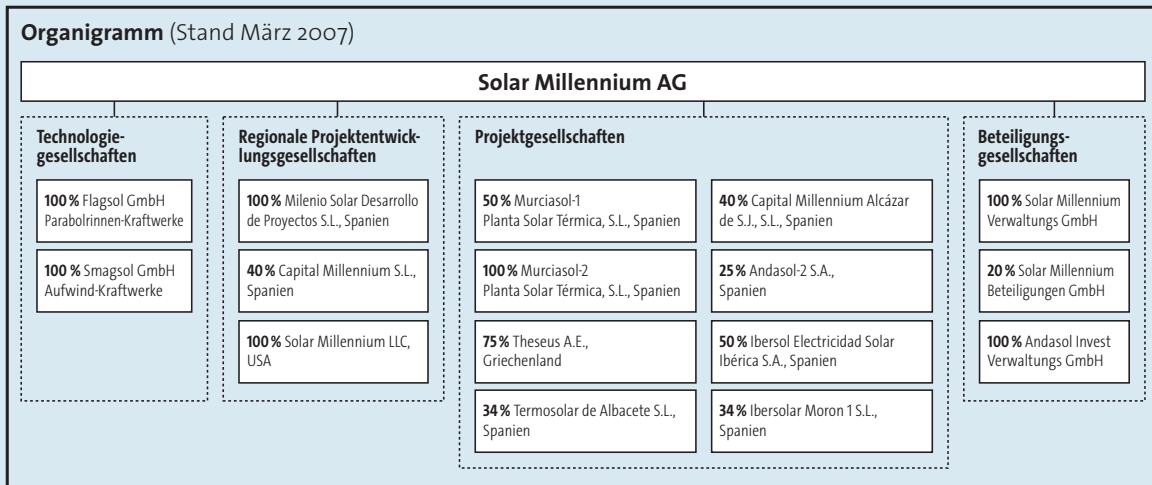 Organigramm (Stand März 2007)
Solar Millennium AG
Technologie-
gesellschaften
100 % Flagsol GmbH
Parabolrinnen-Kraftwerke
100 % Smagsol GmbH
Aufwind-Kraftwerke
Regionale Projektentwick-
lungsgesellschaften
100 % Milenio Solar Desarrollo
de Proyectos S.L., Spanien
40 % Capital Millennium S.L.,
Spanien
100 % Solar Millennium LLC,
USA
Projektgesellschaften
50 % Murciasol-1
Planta Solar Térmica, S.L., Spanien
100 % Murciasol-2
Planta Solar Térmica, S.L., Spanien
75 % Theseus A.E.,
Griechenland
34 % Termosolar de Albacete S.L.,
Spanien
40 % Capital Millennium Alcázar
de S.J., S.L., Spanien
25 % Andasol-2 S.A.,
Spanien
50 % Ibersol Electricidad Solar
Ibérica S.A., Spanien
34 % Ibersolar Moron 1 S.L.,
Spanien
Beteiligungs-
gesellschaften
100 % Solar Millennium
Verwaltungs GmbH
20 % Solar Millennium
Beteiligungen GmbH
100 % Andasol Invest
Verwaltungs GmbH